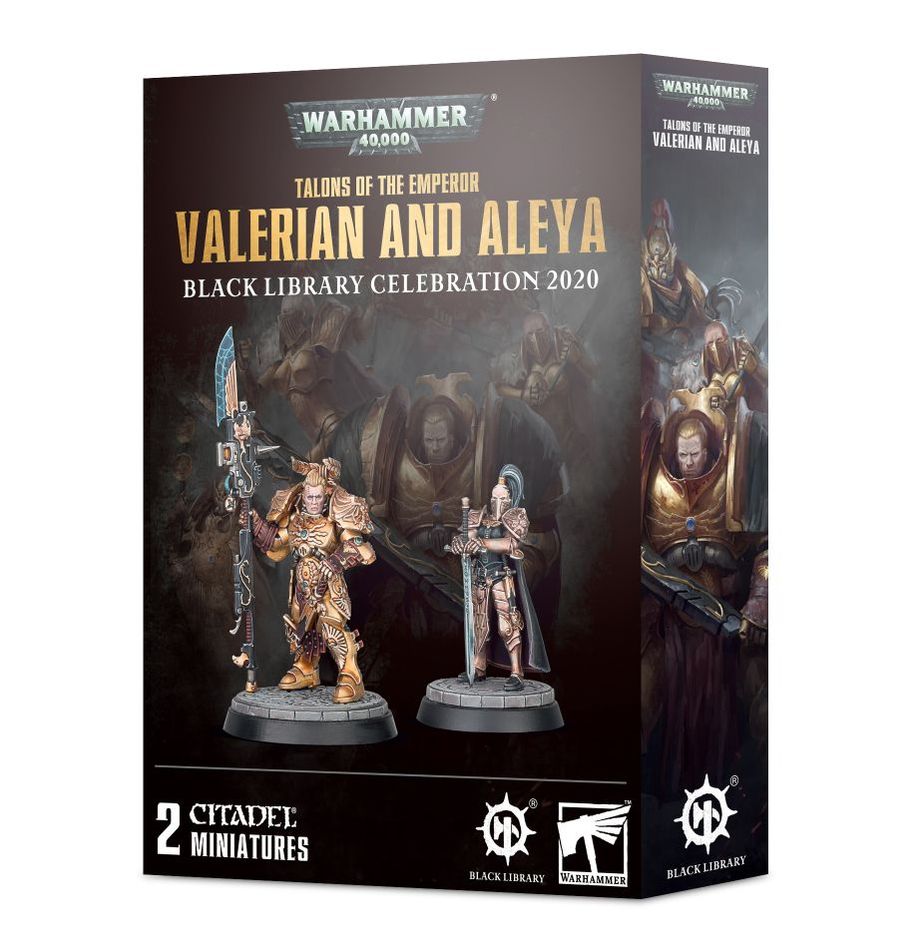 WARHAMMER®
40,000
TALONS OF THE EMPEROR
VALERIAN AND ALEYA
BLACK LIBRARY CELEBRATION 2020
2 CITADEL®
MINIATURES
®
BLACK LIBRARY
™
WARHAMMER
WARHAMMER
40,000
TALONS OF THE EMPEROR
VALERIAN AND ALEYA
®
BLACK LIBRARY